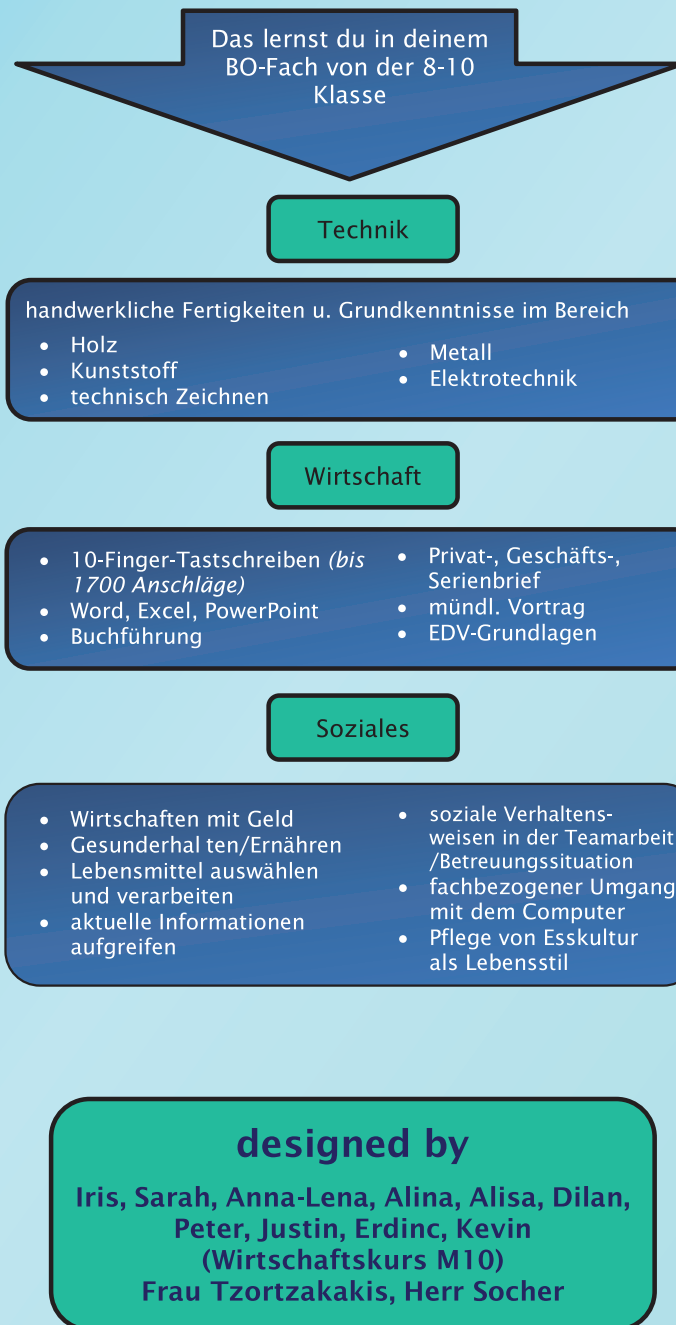 Das lernst du in deinem
BO-Fach von der 8-10
Klasse
Technik
handwerkliche Fertigkeiten u. Grundkenntnisse im Bereich
• Holz
• Kunststoff
• technisch Zeichnen
• Metall
• Elektrotechnik
Wirtschaft
• 10-Finger-Tastschreiben (bis
1700 Anschläge)
• Word, Excel, PowerPoint
• Buchführung
• Privat-, Geschäfts-,
Serienbrief
• mündl. Vortrag
• EDV-Grundlagen
Soziales
• Wirtschaften mit Geld
• Gesunderhal ten/Ernähren
• Lebensmittel auswählen
und verarbeiten
• aktuelle Informationen
aufgreifen
• soziale Verhaltens-
weisen in der Teamarbeit
/Betreuungssituation
• fachbezogener Umgang
mit dem Computer
• Pflege von Esskultur
als Lebensstil
designed by
Iris, Sarah, Anna-Lena, Alina, Alisa, Dilan,
Peter, Justin, Erdinc, Kevin
(Wirtschaftskurs M10)
Frau Tzortzakakis, Herr Socher